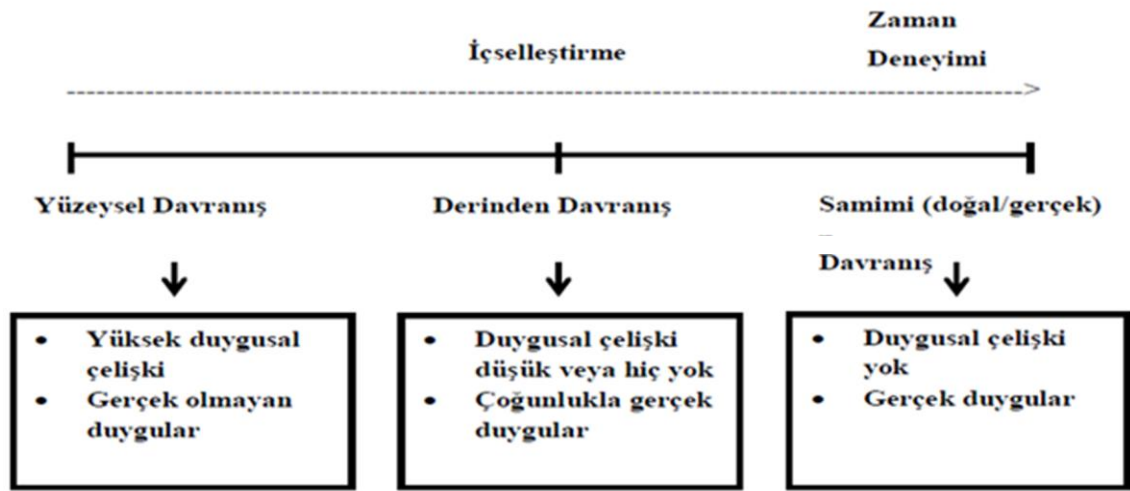 Zaman
Deneyimi
İçselleştirme
Yüzeysel Davranış
Derinden Davranış
Samimi (doğal/gerçek)
Davranış
• Yüksek duygusal
çelişki
• Gerçek olmayan
duygular
• Duygusal çelişki
düşük veya hiç yok
• Çoğunlukla gerçek
duygular
• Duygusal çelişki
yok
• Gerçek duygular